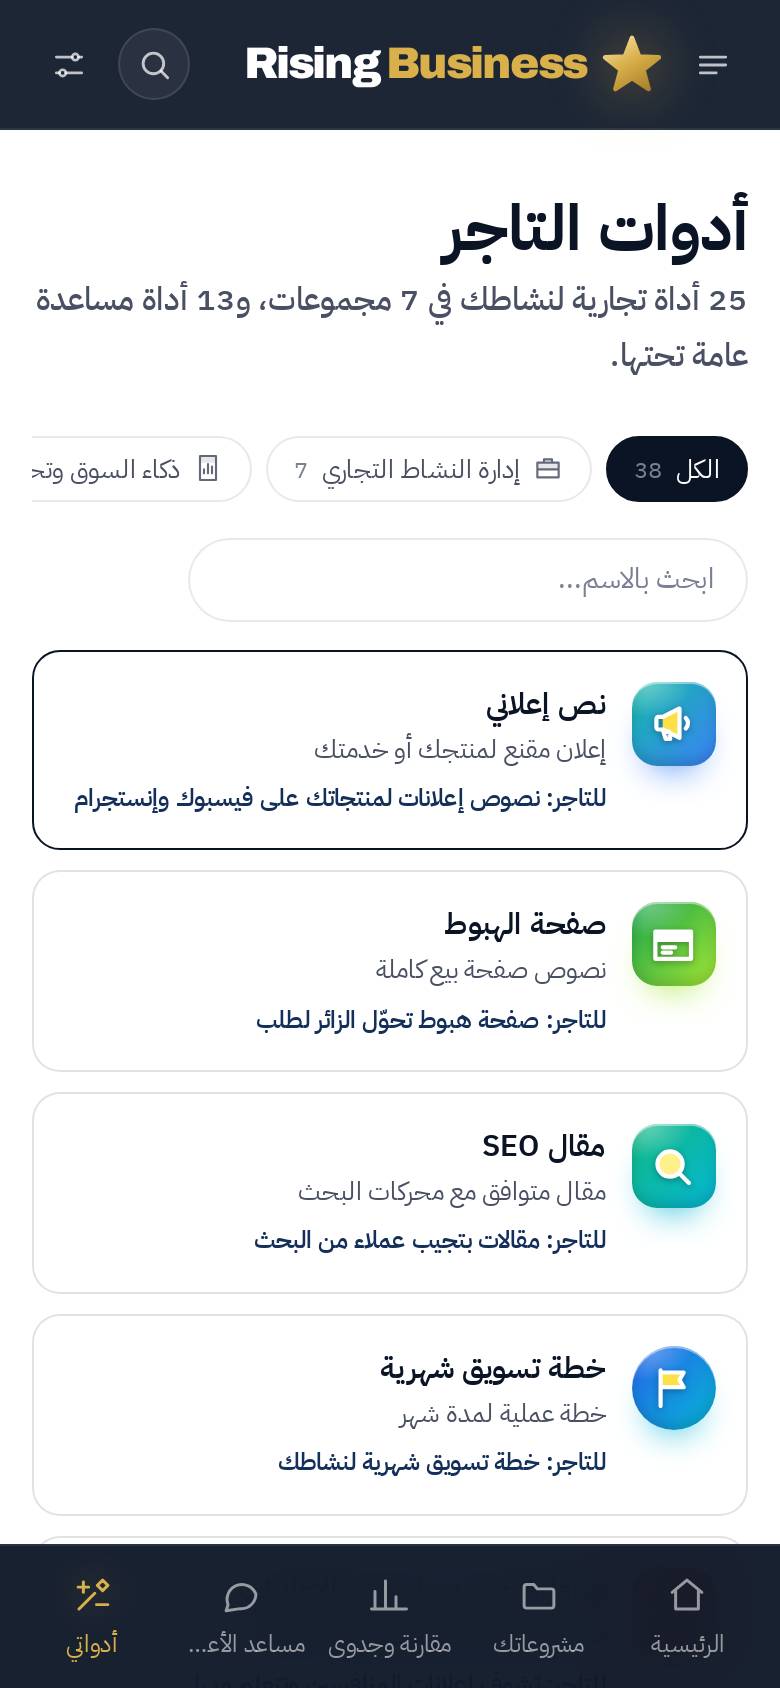 Rising Business
أدوات التاجر
25 أداة تجارية لنشاطك في 7 مجموعات، و13 أداة مساعدة
عامة تحتها.
الكل 38
إدارة النشاط التجاري 7
ذكاء السوق وتح
ابحث بالاسم...
نص إعلاني
إعلان مقنع لمنتجك أو خدمتك
للتاجر: نصوص إعلانات لمنتجاتك على فيسبوك وإنستجرام
صفحة الهبوط
نصوص صفحة بيع كاملة
للتاجر: صفحة هبوط تحوّل الزائر لطلب
مقال SEO
مقال متوافق مع محركات البحث
للتاجر: مقالات بتجيب عملاء من البحث
خطة تسويق شهرية
خطة عملية لمدة شهر
للتاجر: خطة تسويق شهرية لنشاطك
الرئيسية
مشروعاتك
مقارنة وجدوى
مساعد الأع...
أدواتي